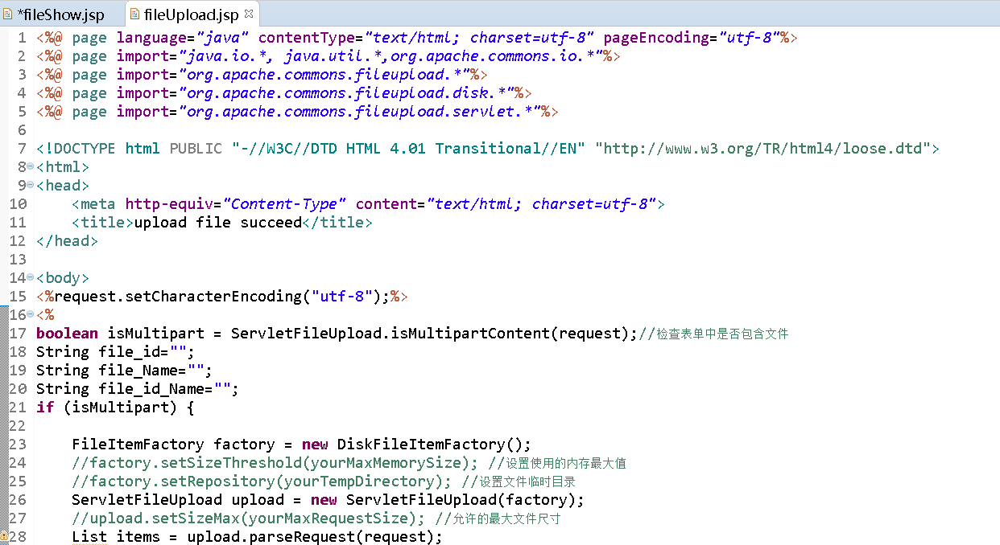 *fileShow.jsp fileUpload.jsp
1 <%@ page language="java" contentType="text/html; charset=utf-8" pageEncoding="utf-8"%>
2 <%@ page import="java.io.*, java.util.*,org.apache.commons.io.*"%>
3 <%@ page import="org.apache.commons.fileupload.*"%>
4 <%@ page import="org.apache.commons.fileupload.disk.*"%>
5 <%@ page import="org.apache.commons.fileupload.servlet.*"%>
6
7 <!DOCTYPE html PUBLIC "-//W3C//DTD HTML 4.01 Transitional//EN" "http://www.w3.org/TR/html4/loose.dtd">
8 <html>
9 <head>
10 <meta http-equiv="Content-Type" content="text/html; charset=utf-8">
11 <title>upload file succeed</title>
12 </head>
13
14 <body>
15 <%request.setCharacterEncoding("utf-8");%>
16 <%
17 boolean isMultipart = ServletFileUpload.isMultipartContent(request);//检查表单中是否包含文件
18 String file_id="";
19 String file_Name="";
20 String file_id_Name="";
21 if (isMultipart) {
22
23 FileItemFactory factory = new DiskFileItemFactory();
24 //factory.setSizeThreshold(yourMaxMemorySize); //设置使用的内存最大值
25 //factory.setRepository(yourTempDirectory); //设置文件临时目录
26 ServletFileUpload upload = new ServletFileUpload(factory);
27 //upload.setSizeMax(yourMaxRequestSize); //允许的最大文件尺寸
28 List items = upload.parseRequest(request);